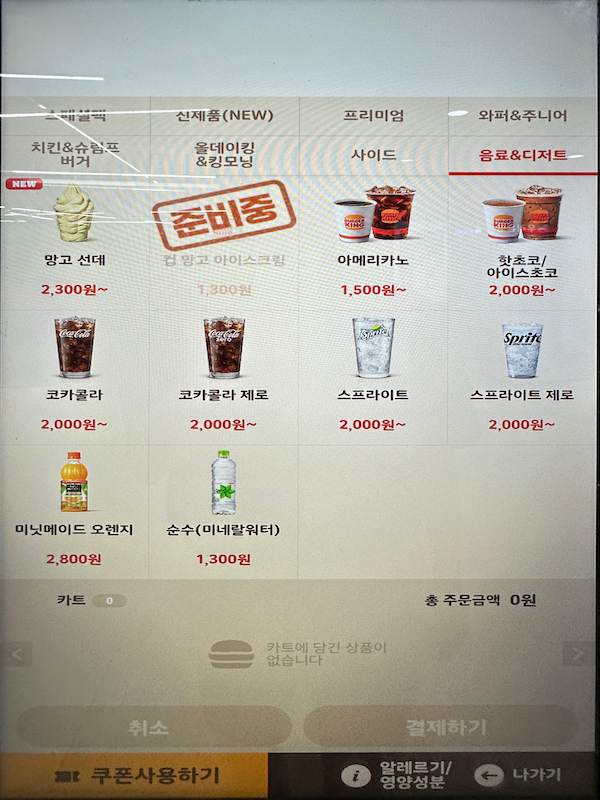 스페셜팩 신제품(NEW) 프리미엄 와퍼&주니어
치킨&슈림프
버거
올데이킹
&킹모닝
사이드
음료&디저트
NEW
망고 선데
2,300원~
준비중
컵 망고 아이스크림
1,300원
BURGER
KING
아메리카노
1,500원~
BURGER
KING
핫초코/
아이스초코
2,000원~
Coca-Cola
코카콜라
2,000원~
Coca-Cola
zero
코카콜라 제로
2,000원~
Sprite
스프라이트
2,000원~
Sprite
스프라이트 제로
2,000원~
미닛메이드 오렌지
2,800원
순수(미네랄워터)
1,300원
카트 0
총 주문금액 0원
카트에 담긴 상품이
없습니다
<
>
취소
결제하기
쿠폰사용하기
i
알레르기/
영양성분
나가기